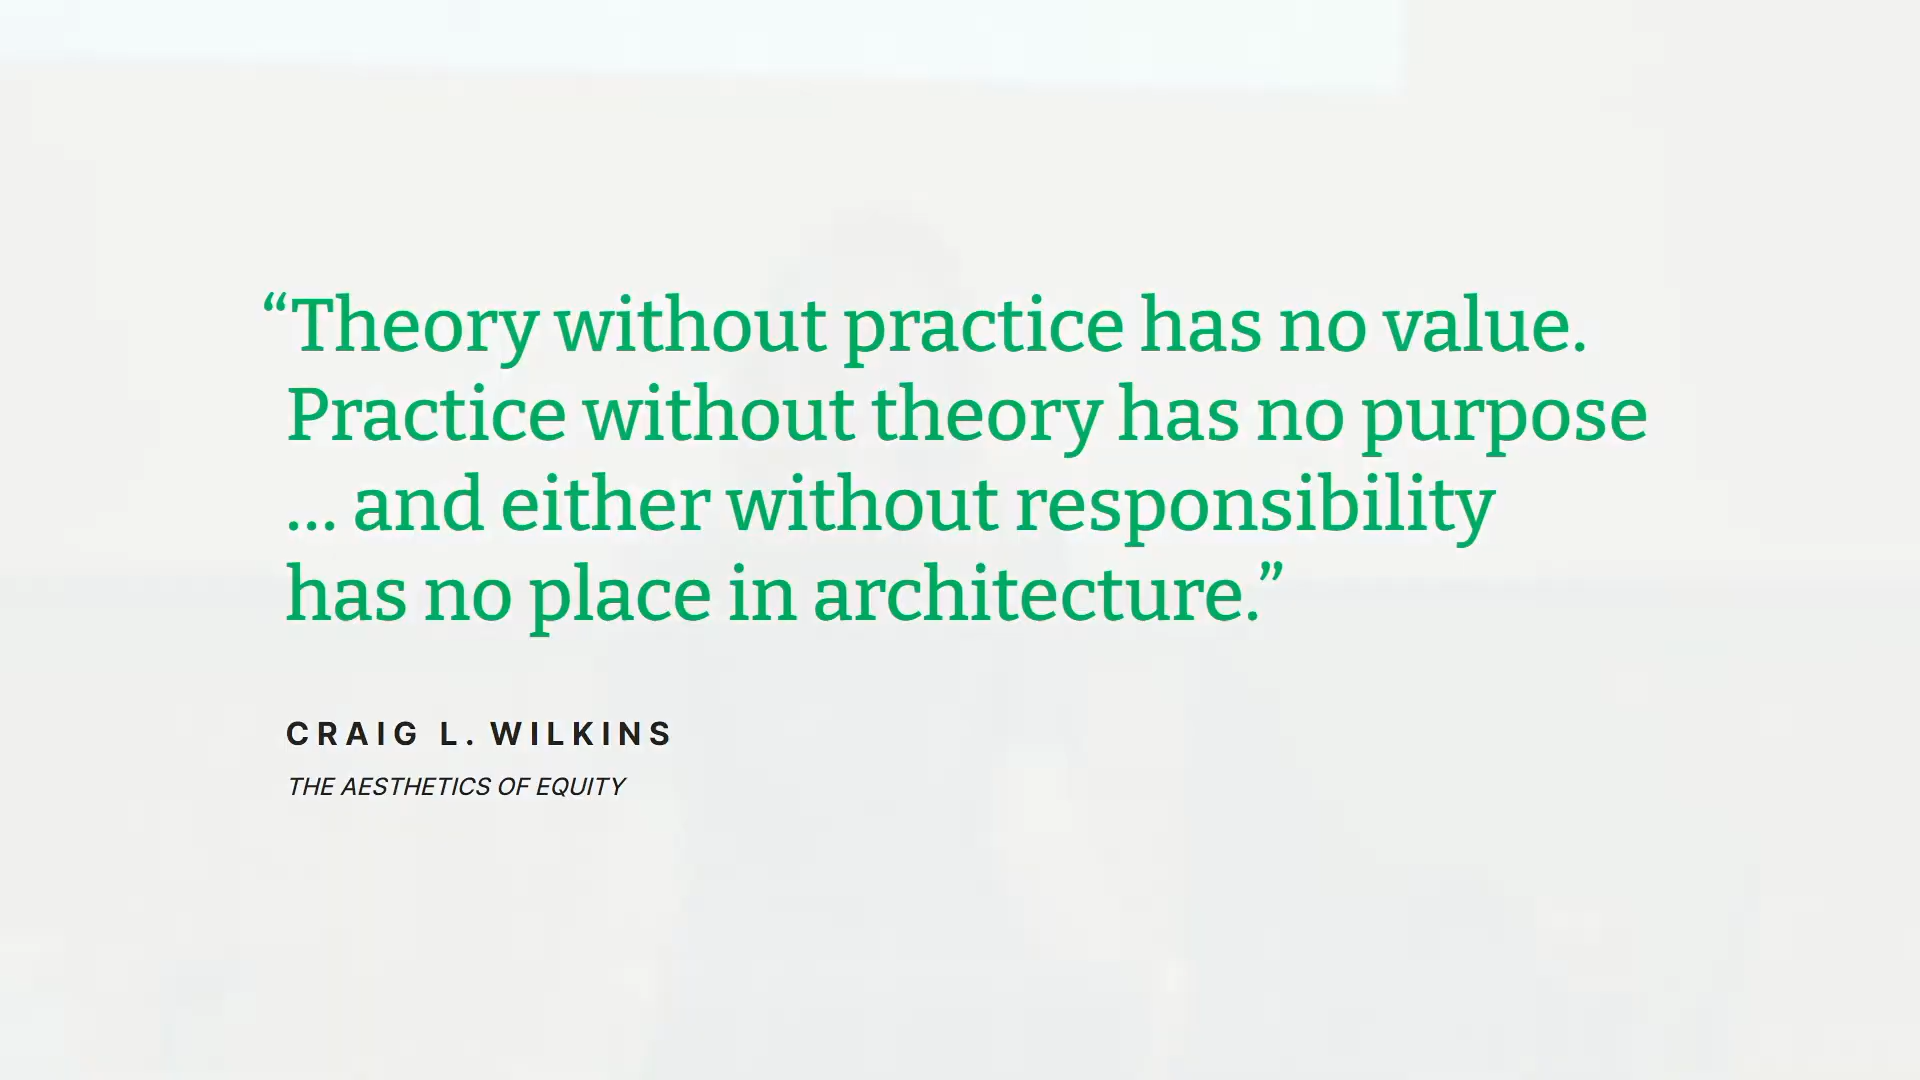 “Theory without practice has no value.
Practice without theory has no purpose
... and either without responsibility
has no place in architecture.”
CRAIG L. WILKINS
THE AESTHETICS OF EQUITY